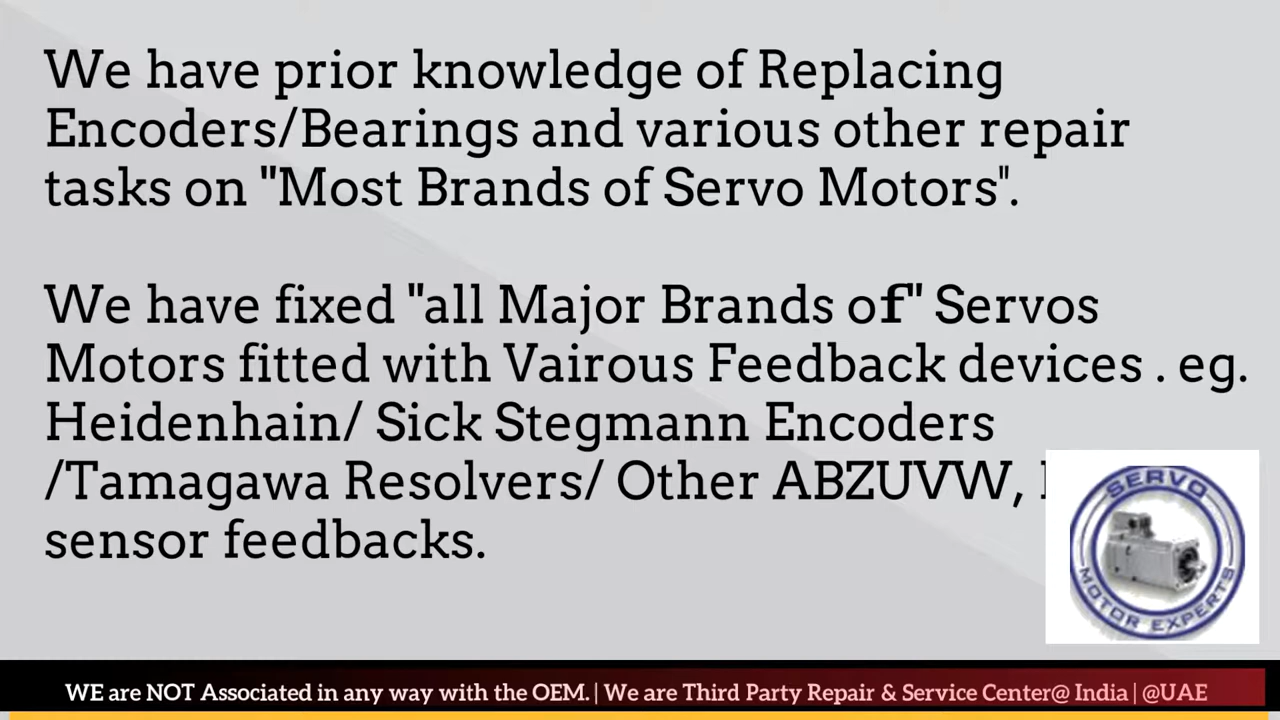 We have prior knowledge of Replacing
Encoders/Bearings and various other repair
tasks on "Most Brands of Servo Motors".
We have fixed "all Major Brands of" Servos
Motors fitted with Vairous Feedback devices . eg.
Heidenhain/ Sick Stegmann Encoders
/Tamagawa Resolvers/ Other ABZUVW,
sensor feedbacks.
SERVO
MOTOR EXPERTS
WE are NOT Associated in any way with the OEM. | We are Third Party Repair & Service Center@ India | @UAE